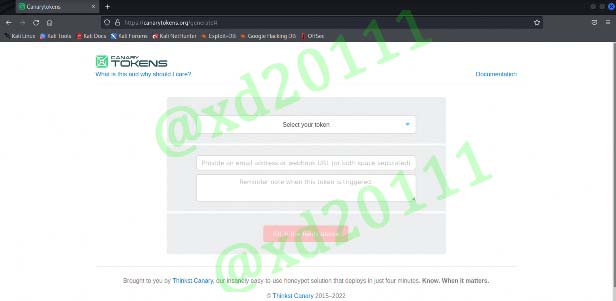 Canarytokens
https://canarytokens.org/generate#
Kali Linux Kali Tools Kali Docs Kali Forums Kali NetHunter Exploit-DB Google Hacking DB OffSec
CANARY
TOKENS
What is this and why should I care?
Documentation
@xd20111
Select your token
Provide an email address or webhook URL (or both space separated)
Reminder note when this token is triggered
@xd20111
Brought to you by Thinkst Canary, our insanely easy-to-use honeypot solution that deploys in just four minutes. Know. When it matters.
© Thinkst Canary 2015–2022